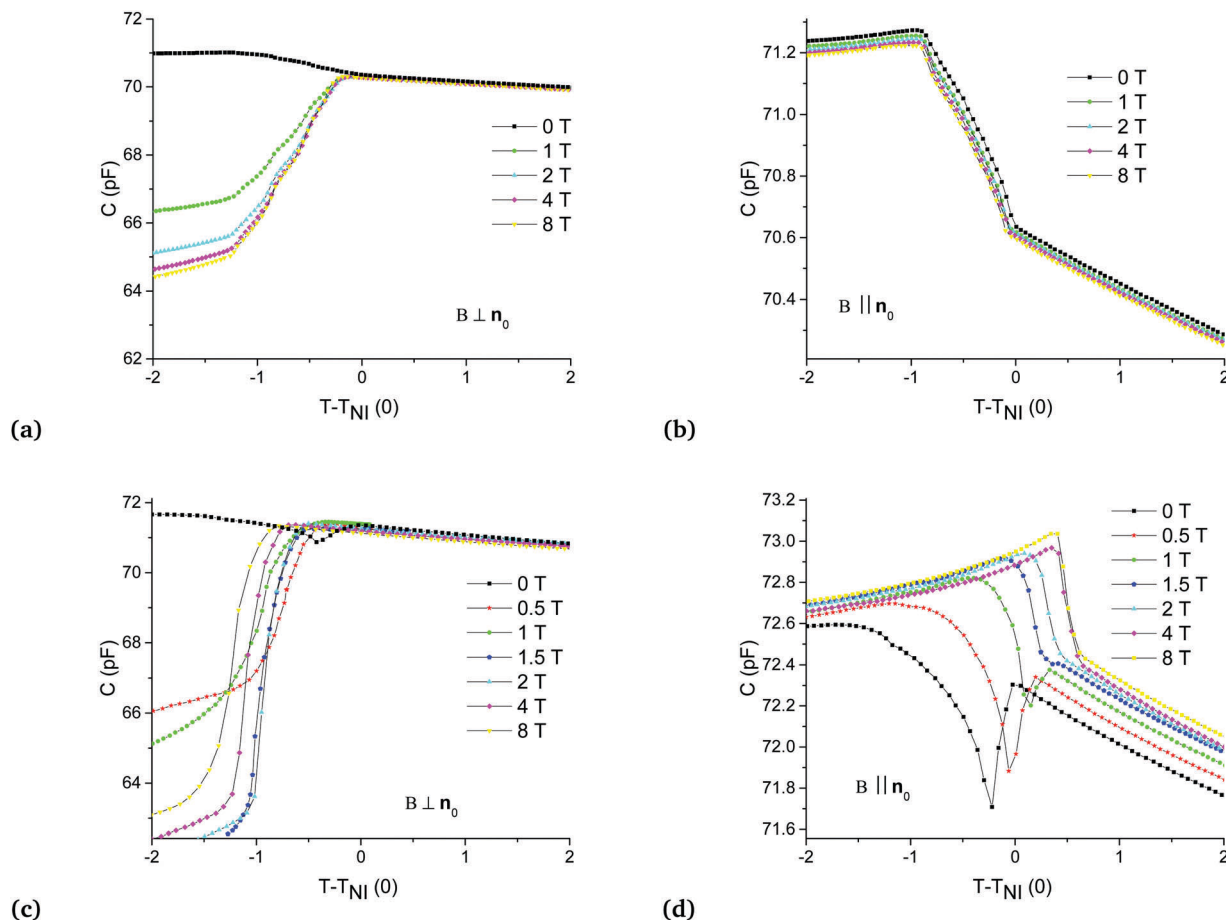 72
70
68
66
64
62
C (pF)
0 T
1 T
2 T
4 T
8 T
B ⊥ n0
-2 -1 0 1 2
T-TNI (0)
(a)
71.2
71.0
70.8
70.6
70.4
C (pF)
0 T
1 T
2 T
4 T
8 T
B || n0
-2 -1 0 1 2
T-TNI (0)
(b)
72
70
68
66
64
C (pF)
0 T
0.5 T
1 T
1.5 T
2 T
4 T
8 T
B ⊥ n0
-2 -1 0 1 2
T-TNI (0)
(c)
73.2
73.0
72.8
72.6
72.4
72.2
72.0
71.8
71.6
C (pF)
0 T
0.5 T
1 T
1.5 T
2 T
4 T
8 T
B || n0
-2 -1 0 1 2
T-TNI (0)
(d)